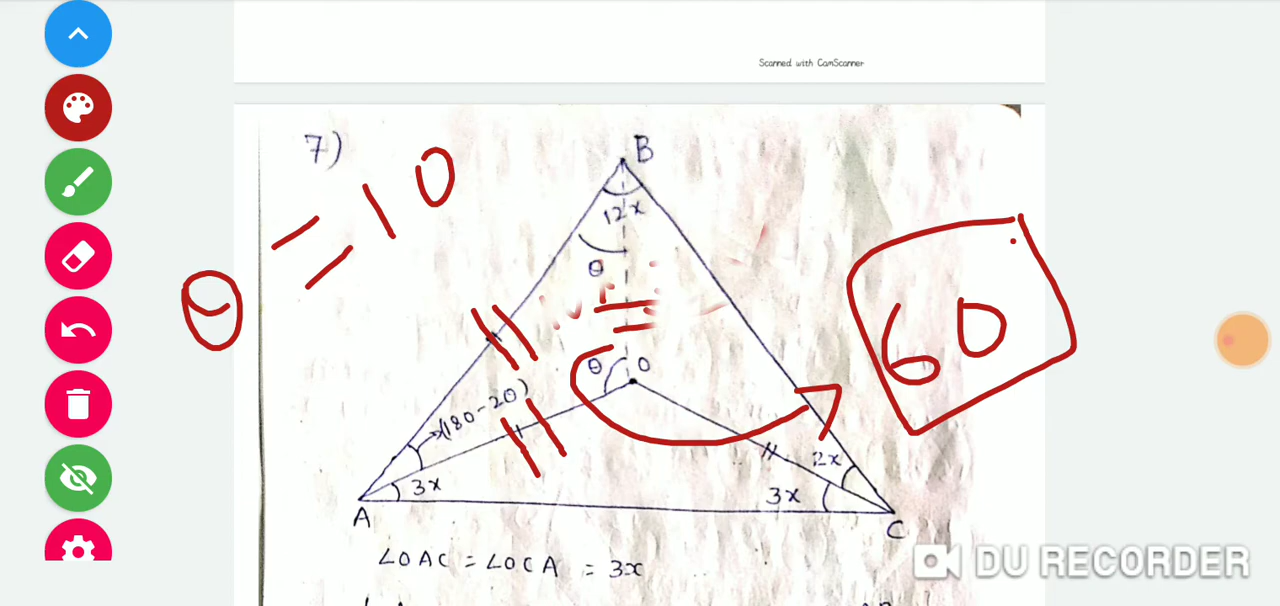 Scanned with CamScanner
7)
B
12x
θ = 10
θ
60
θ
O
(180-2θ)
2x
3x
3x
A
C
∠OAC = ∠OCA = 3x
DU RECORDER